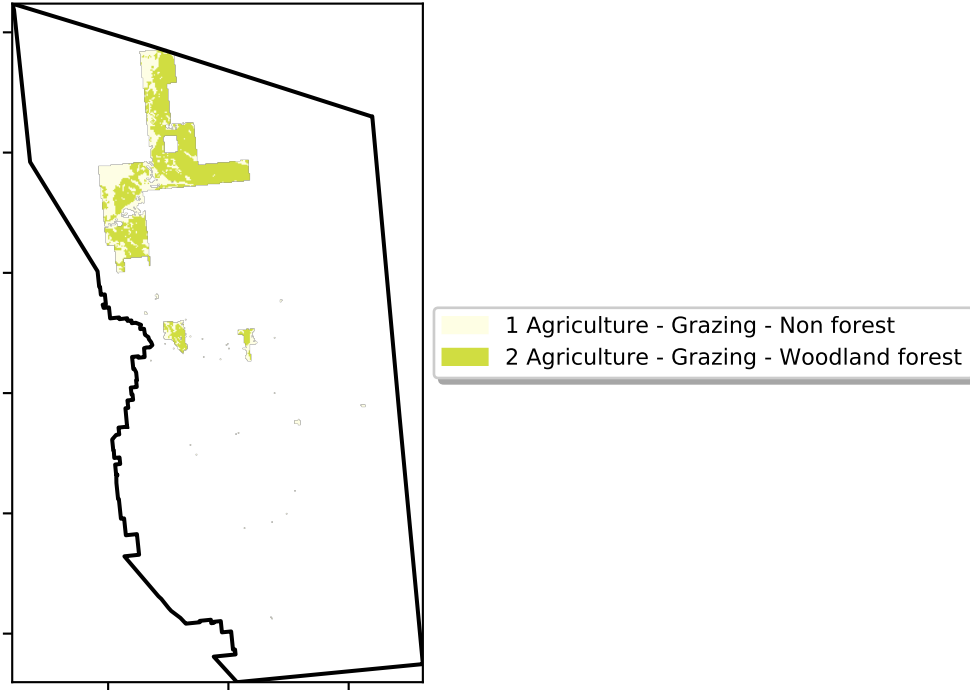 1 Agriculture - Grazing - Non forest
2 Agriculture - Grazing - Woodland forest